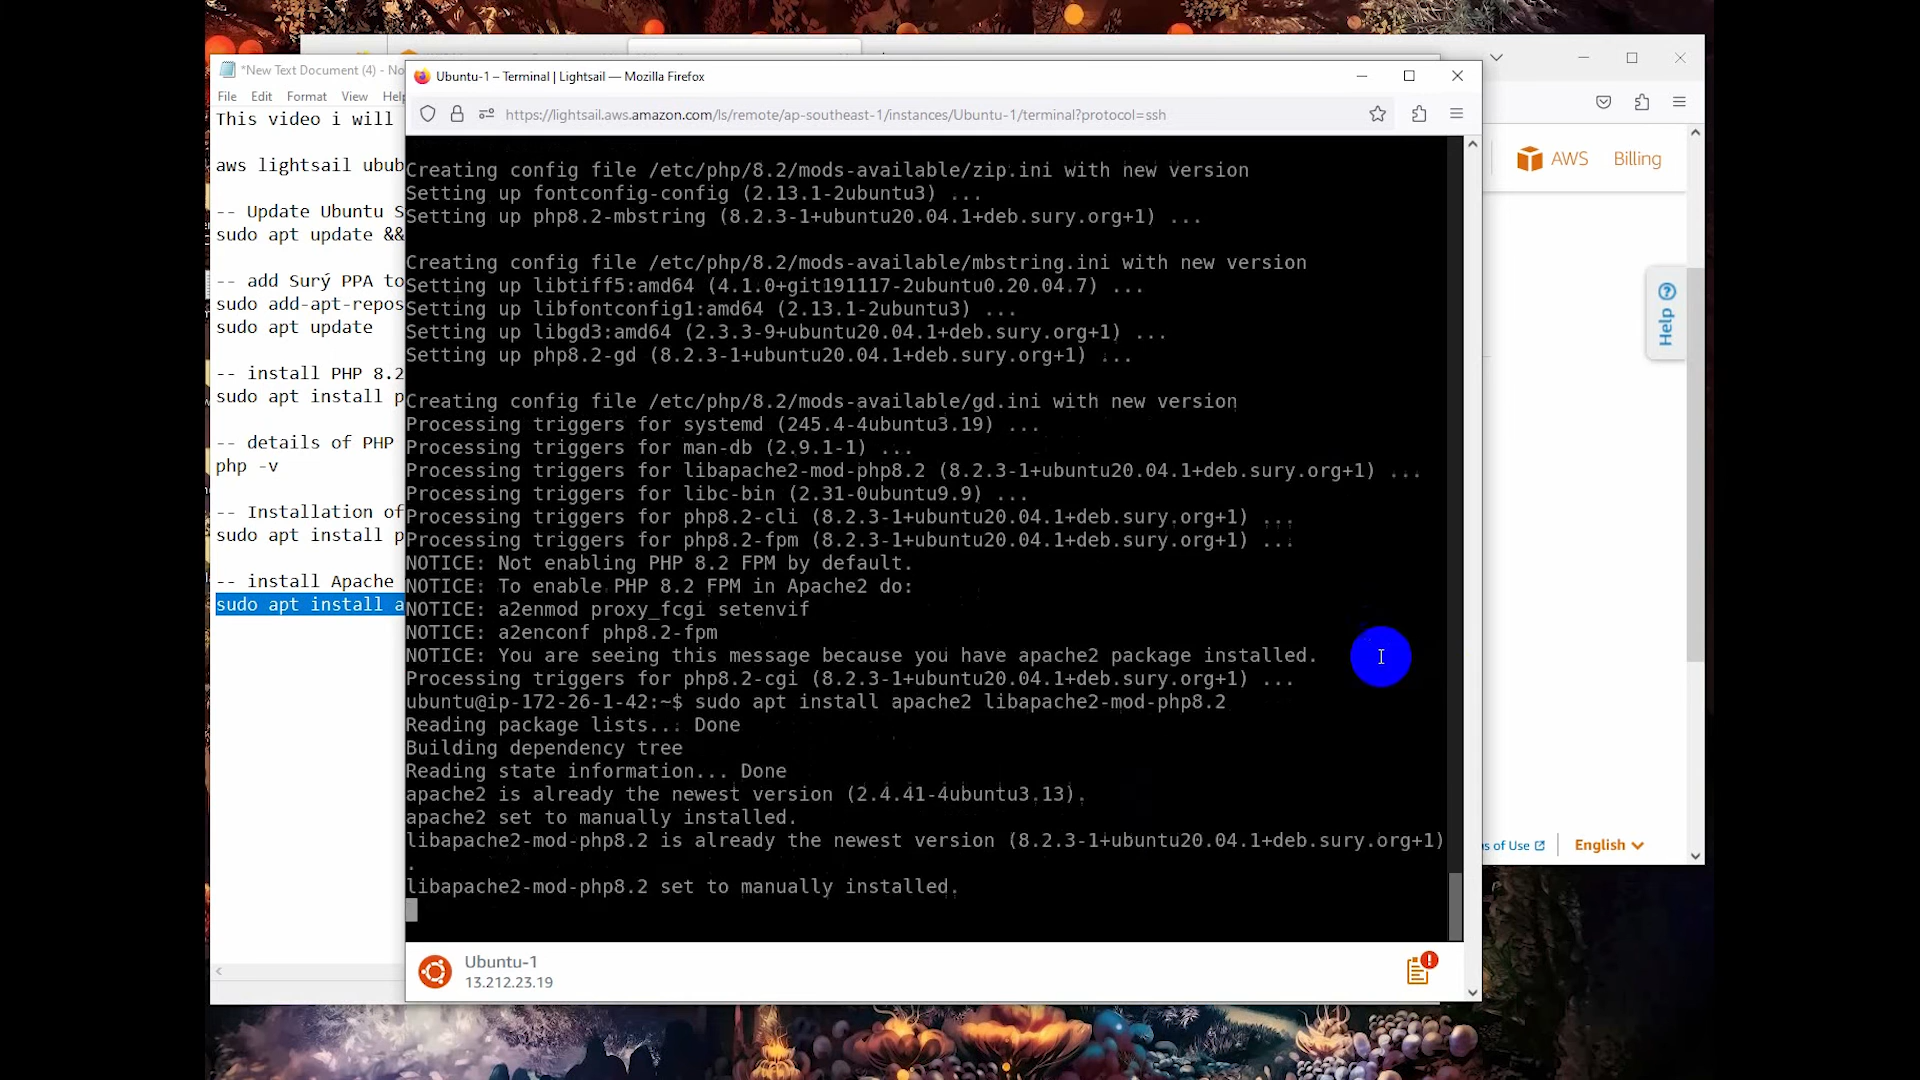 *New Text Document (4) - No
File Edit Format View Help
This video i will
aws lightsail ubub
-- Update Ubuntu S
sudo apt update &&
-- add Surý PPA to
sudo add-apt-repos
sudo apt update
-- install PHP 8.2
sudo apt install p
-- details of PHP
php -v
-- Installation of
sudo apt install p
-- install Apache
sudo apt install a
Ubuntu-1 – Terminal | Lightsail — Mozilla Firefox
https://lightsail.aws.amazon.com/ls/remote/ap-southeast-1/instances/Ubuntu-1/terminal?protocol=ssh
Creating config file /etc/php/8.2/mods-available/zip.ini with new version
Setting up fontconfig-config (2.13.1-2ubuntu3) ...
Setting up php8.2-mbstring (8.2.3-1+ubuntu20.04.1+deb.sury.org+1) ...
Creating config file /etc/php/8.2/mods-available/mbstring.ini with new version
Setting up libtiff5:amd64 (4.1.0+git191117-2ubuntu0.20.04.7) ...
Setting up libfontconfig1:amd64 (2.13.1-2ubuntu3) ...
Setting up libgd3:amd64 (2.3.3-9+ubuntu20.04.1+deb.sury.org+1) ...
Setting up php8.2-gd (8.2.3-1+ubuntu20.04.1+deb.sury.org+1) ...
Creating config file /etc/php/8.2/mods-available/gd.ini with new version
Processing triggers for systemd (245.4-4ubuntu3.19) ...
Processing triggers for man-db (2.9.1-1) ...
Processing triggers for libapache2-mod-php8.2 (8.2.3-1+ubuntu20.04.1+deb.sury.org+1) ...
Processing triggers for libc-bin (2.31-0ubuntu9.9) ...
Processing triggers for php8.2-cli (8.2.3-1+ubuntu20.04.1+deb.sury.org+1) ...
Processing triggers for php8.2-fpm (8.2.3-1+ubuntu20.04.1+deb.sury.org+1) ...
NOTICE: Not enabling PHP 8.2 FPM by default.
NOTICE: To enable PHP 8.2 FPM in Apache2 do:
NOTICE: a2enmod proxy_fcgi setenvif
NOTICE: a2enconf php8.2-fpm
NOTICE: You are seeing this message because you have apache2 package installed.
Processing triggers for php8.2-cgi (8.2.3-1+ubuntu20.04.1+deb.sury.org+1) ...
ubuntu@ip-172-26-1-42:~$ sudo apt install apache2 libapache2-mod-php8.2
Reading package lists... Done
Building dependency tree
Reading state information... Done
apache2 is already the newest version (2.4.41-4ubuntu3.13).
apache2 set to manually installed.
libapache2-mod-php8.2 is already the newest version (8.2.3-1+ubuntu20.04.1+deb.sury.org+1)
.
libapache2-mod-php8.2 set to manually installed.
Ubuntu-1
13.212.23.19
AWS Billing
Help
s of Use
English